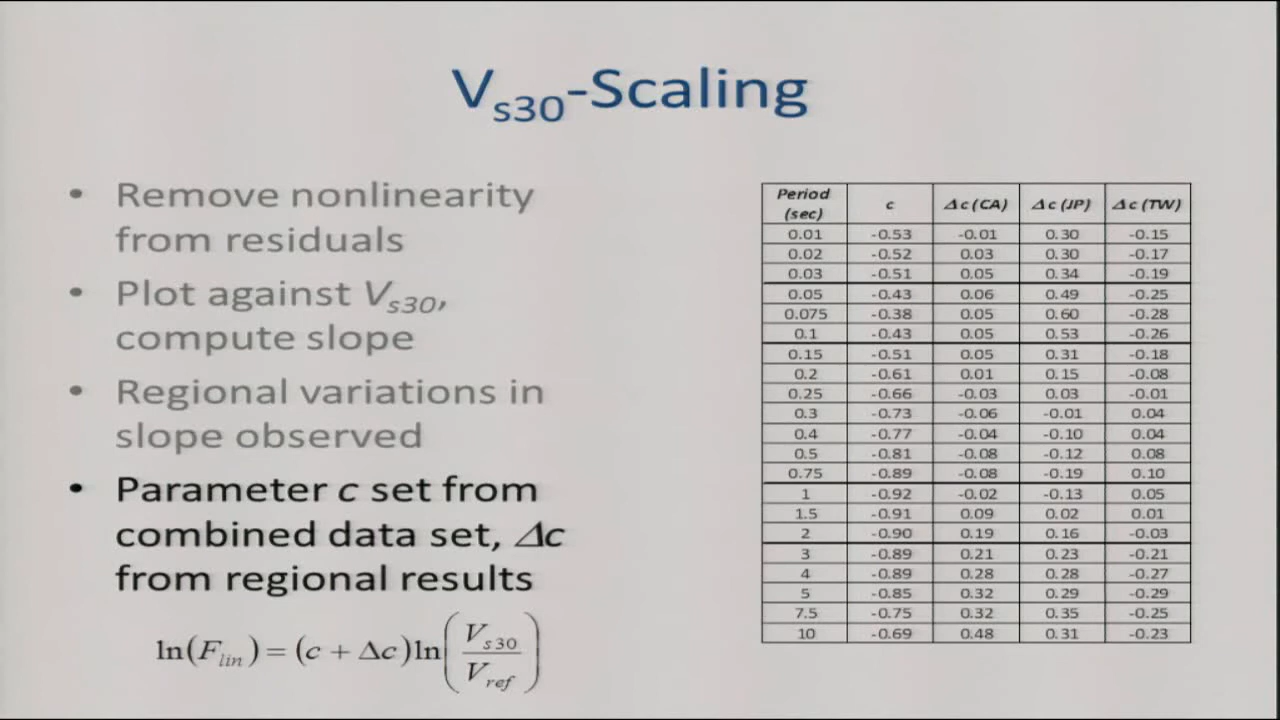 Vs30-Scaling
• Remove nonlinearity
from residuals
• Plot against Vs30,
compute slope
• Regional variations in
slope observed
• Parameter c set from
combined data set, Δc
from regional results
ln(Flin) = (c + Δc)ln(Vs30/Vref)
Period (sec) c Δc (CA) Δc (JP) Δc (TW)
0.01 -0.53 -0.01 0.30 -0.15
0.02 -0.52 0.03 0.30 -0.17
0.03 -0.51 0.05 0.34 -0.19
0.05 -0.43 0.06 0.49 -0.25
0.075 -0.38 0.05 0.60 -0.28
0.1 -0.43 0.05 0.53 -0.26
0.15 -0.51 0.05 0.31 -0.18
0.2 -0.61 0.01 0.15 -0.08
0.25 -0.66 -0.03 0.03 -0.01
0.3 -0.73 -0.06 -0.01 0.04
0.4 -0.77 -0.04 -0.10 0.04
0.5 -0.81 -0.08 -0.12 0.08
0.75 -0.89 -0.08 -0.19 0.10
1 -0.92 -0.02 -0.13 0.05
1.5 -0.91 0.09 0.02 0.01
2 -0.90 0.19 0.16 -0.03
3 -0.89 0.21 0.23 -0.21
4 -0.89 0.28 0.28 -0.27
5 -0.85 0.32 0.29 -0.29
7.5 -0.75 0.32 0.35 -0.25
10 -0.69 0.48 0.31 -0.23